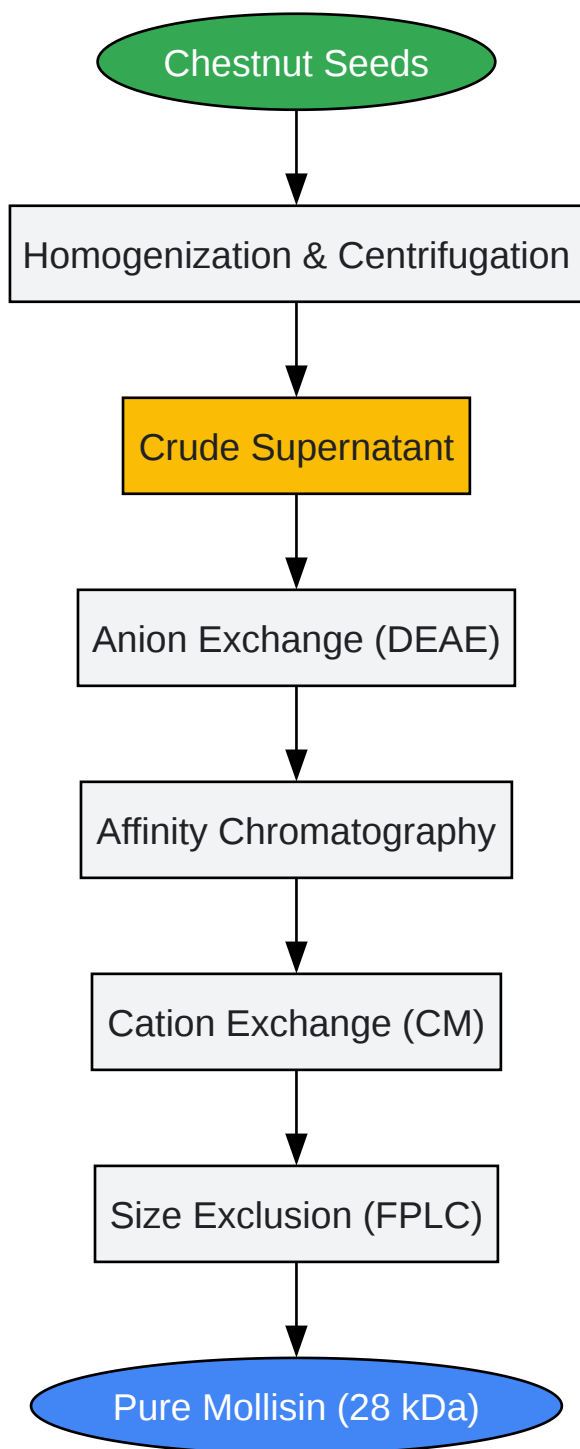 Chestnut Seeds
Homogenization & Centrifugation
Crude Supernatant
Anion Exchange (DEAE)
Affinity Chromatography
Cation Exchange (CM)
Size Exclusion (FPLC)
Pure Mollisin (28 kDa)